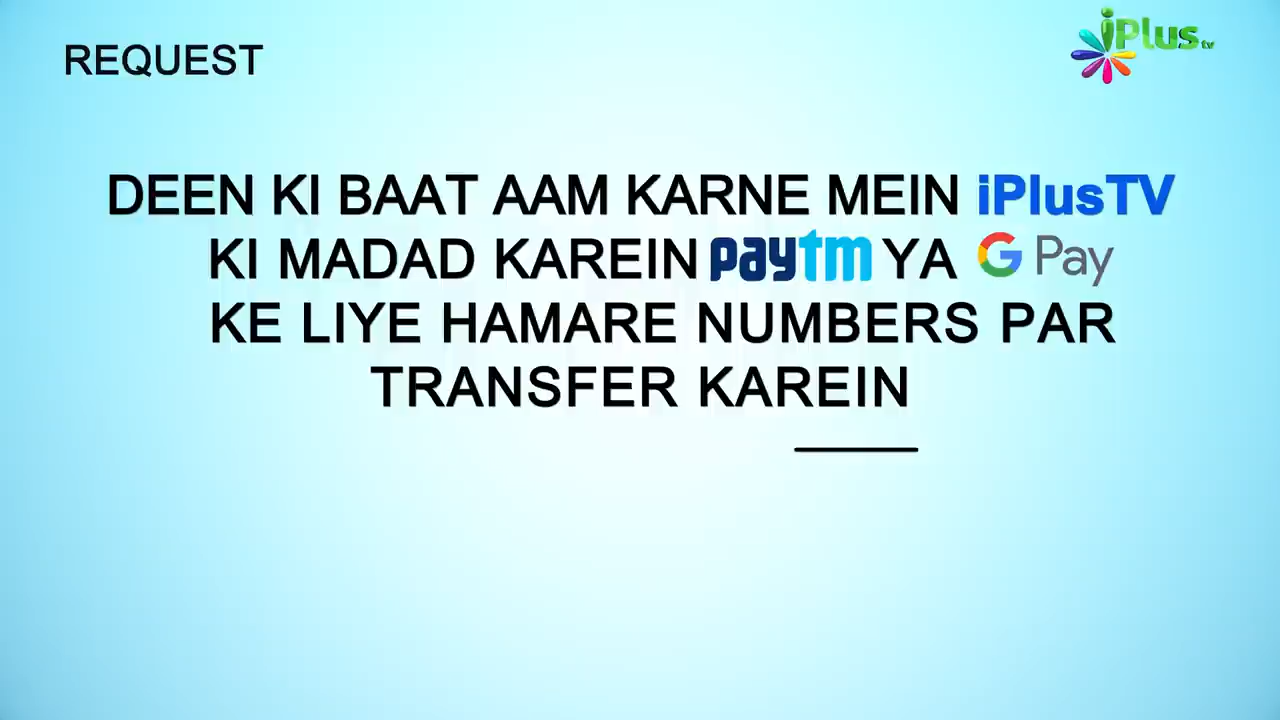 REQUEST
iPlus tv
DEEN KI BAAT AAM KARNE MEIN iPlusTV
KI MADAD KAREIN paytm YA G Pay
KE LIYE HAMARE NUMBERS PAR
TRANSFER KAREIN